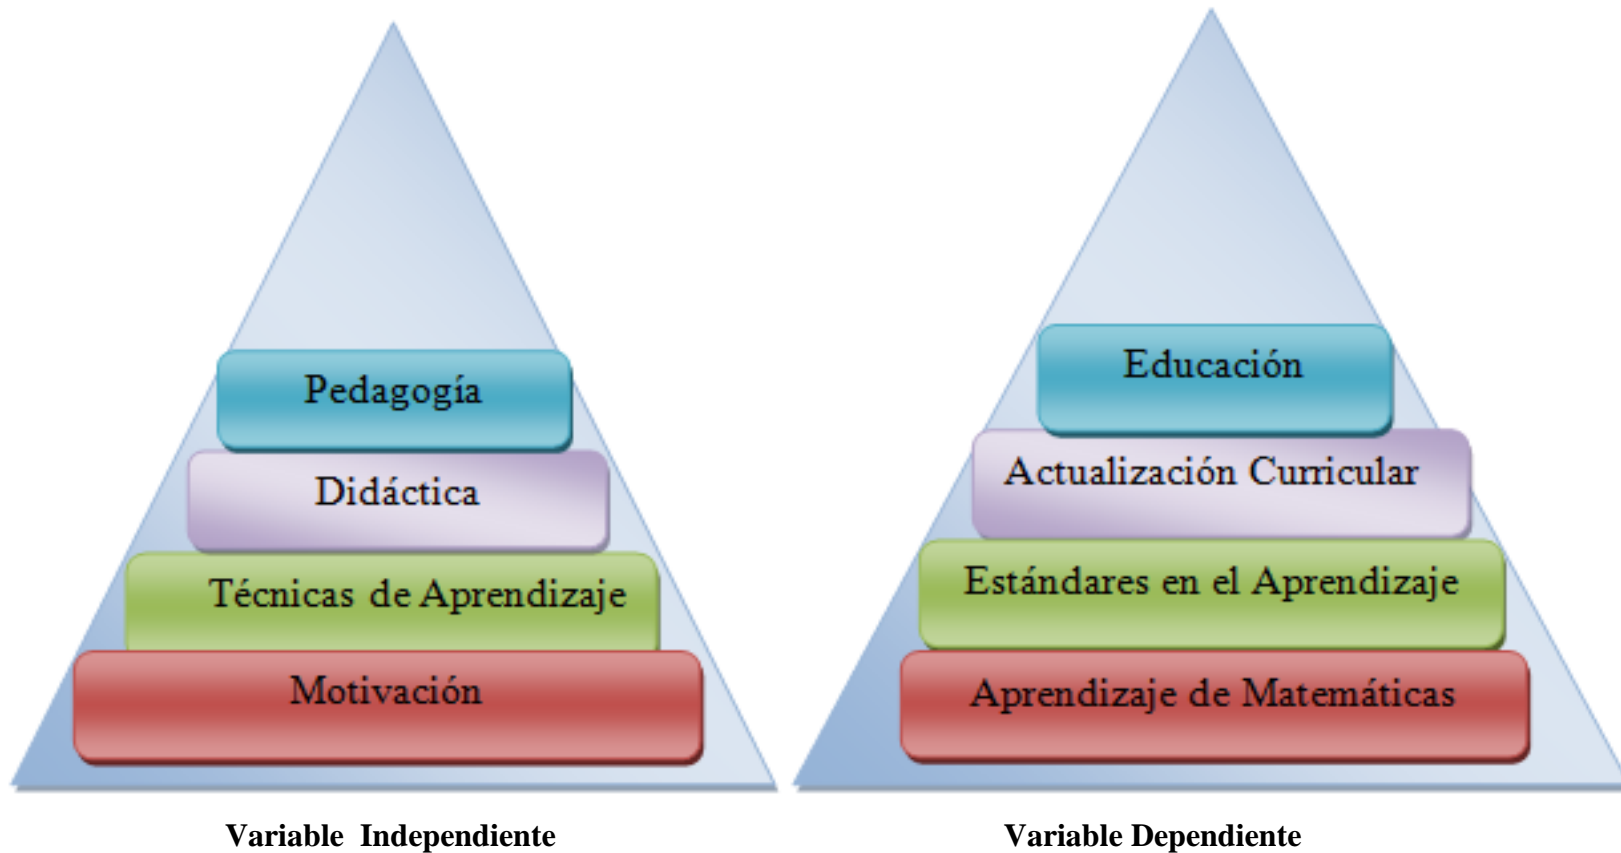 Pedagogía
Didáctica
Técnicas de Aprendizaje
Motivación
Variable Independiente
Educación
Actualización Curricular
Estándares en el Aprendizaje
Aprendizaje de Matemáticas
Variable Dependiente